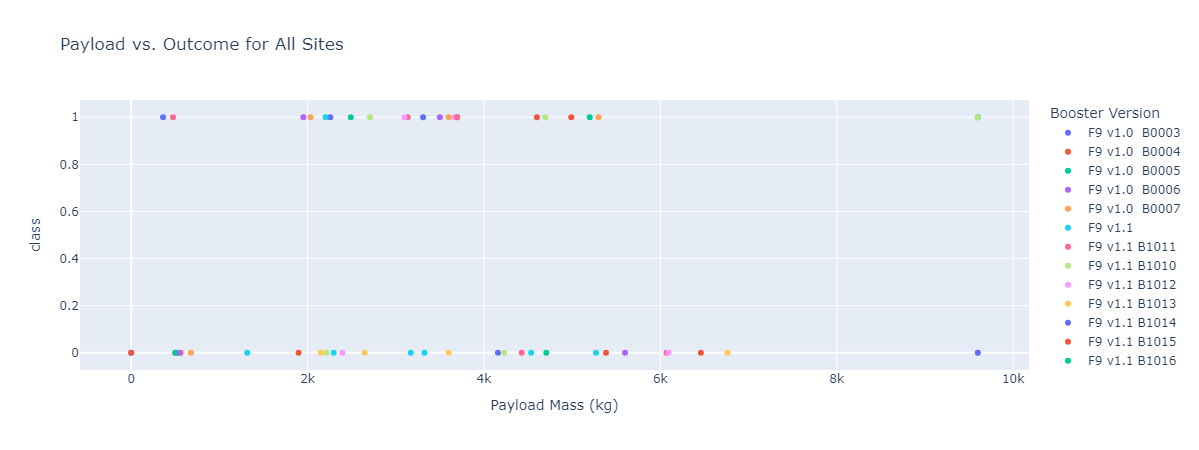 Payload vs. Outcome for All Sites
Booster Version
F9 v1.0  B0003
F9 v1.0  B0004
F9 v1.0  B0005
F9 v1.0  B0006
F9 v1.0  B0007
F9 v1.1
F9 v1.1 B1011
F9 v1.1 B1010
F9 v1.1 B1012
F9 v1.1 B1013
F9 v1.1 B1014
F9 v1.1 B1015
F9 v1.1 B1016
class
1
0.8
0.6
0.4
0.2
0
0 2k 4k 6k 8k 10k
Payload Mass (kg)